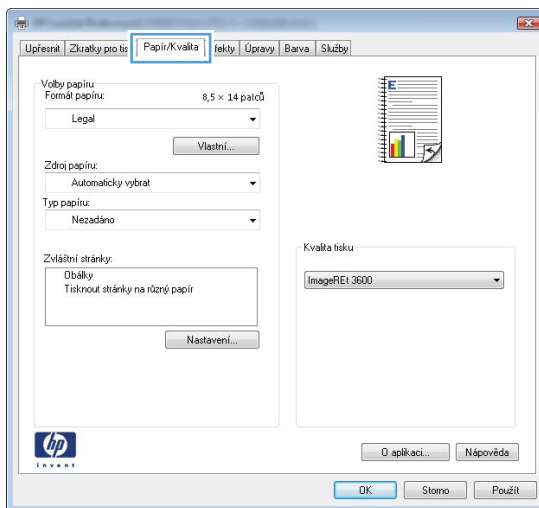 Upřesnit Zkratky pro tis Papír/Kvalita fekty Úpravy Barva Služby
Volby papíru
Formát papíru: 8,5 × 14 palců
Legal
Vlastní...
Zdroj papíru:
Automaticky vybrat
Typ papíru:
Nezadáno
Zvláštní stránky:
Obálky
Tisknout stránky na různý papír
Nastavení...
E
Kvalita tisku
ImageREt 3600
hp
invent
O aplikaci... Nápověda
OK Storno Použít